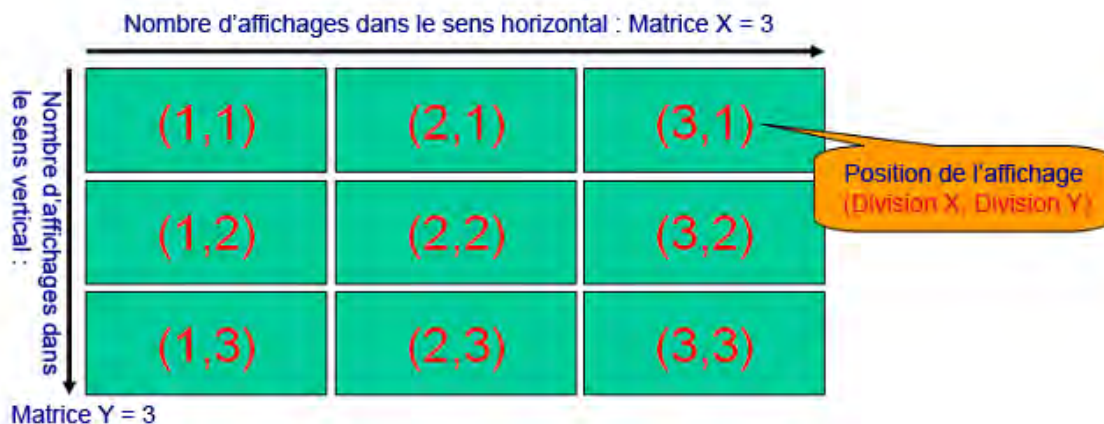 Nombre d'affichages dans le sens horizontal : Matrice X = 3
Nombre d'affichages dans
le sens vertical :
(1,1) (2,1) (3,1)
Position de l'affichage
(Division X, Division Y)
(1,2) (2,2) (3,2)
(1,3) (2,3) (3,3)
Matrice Y = 3